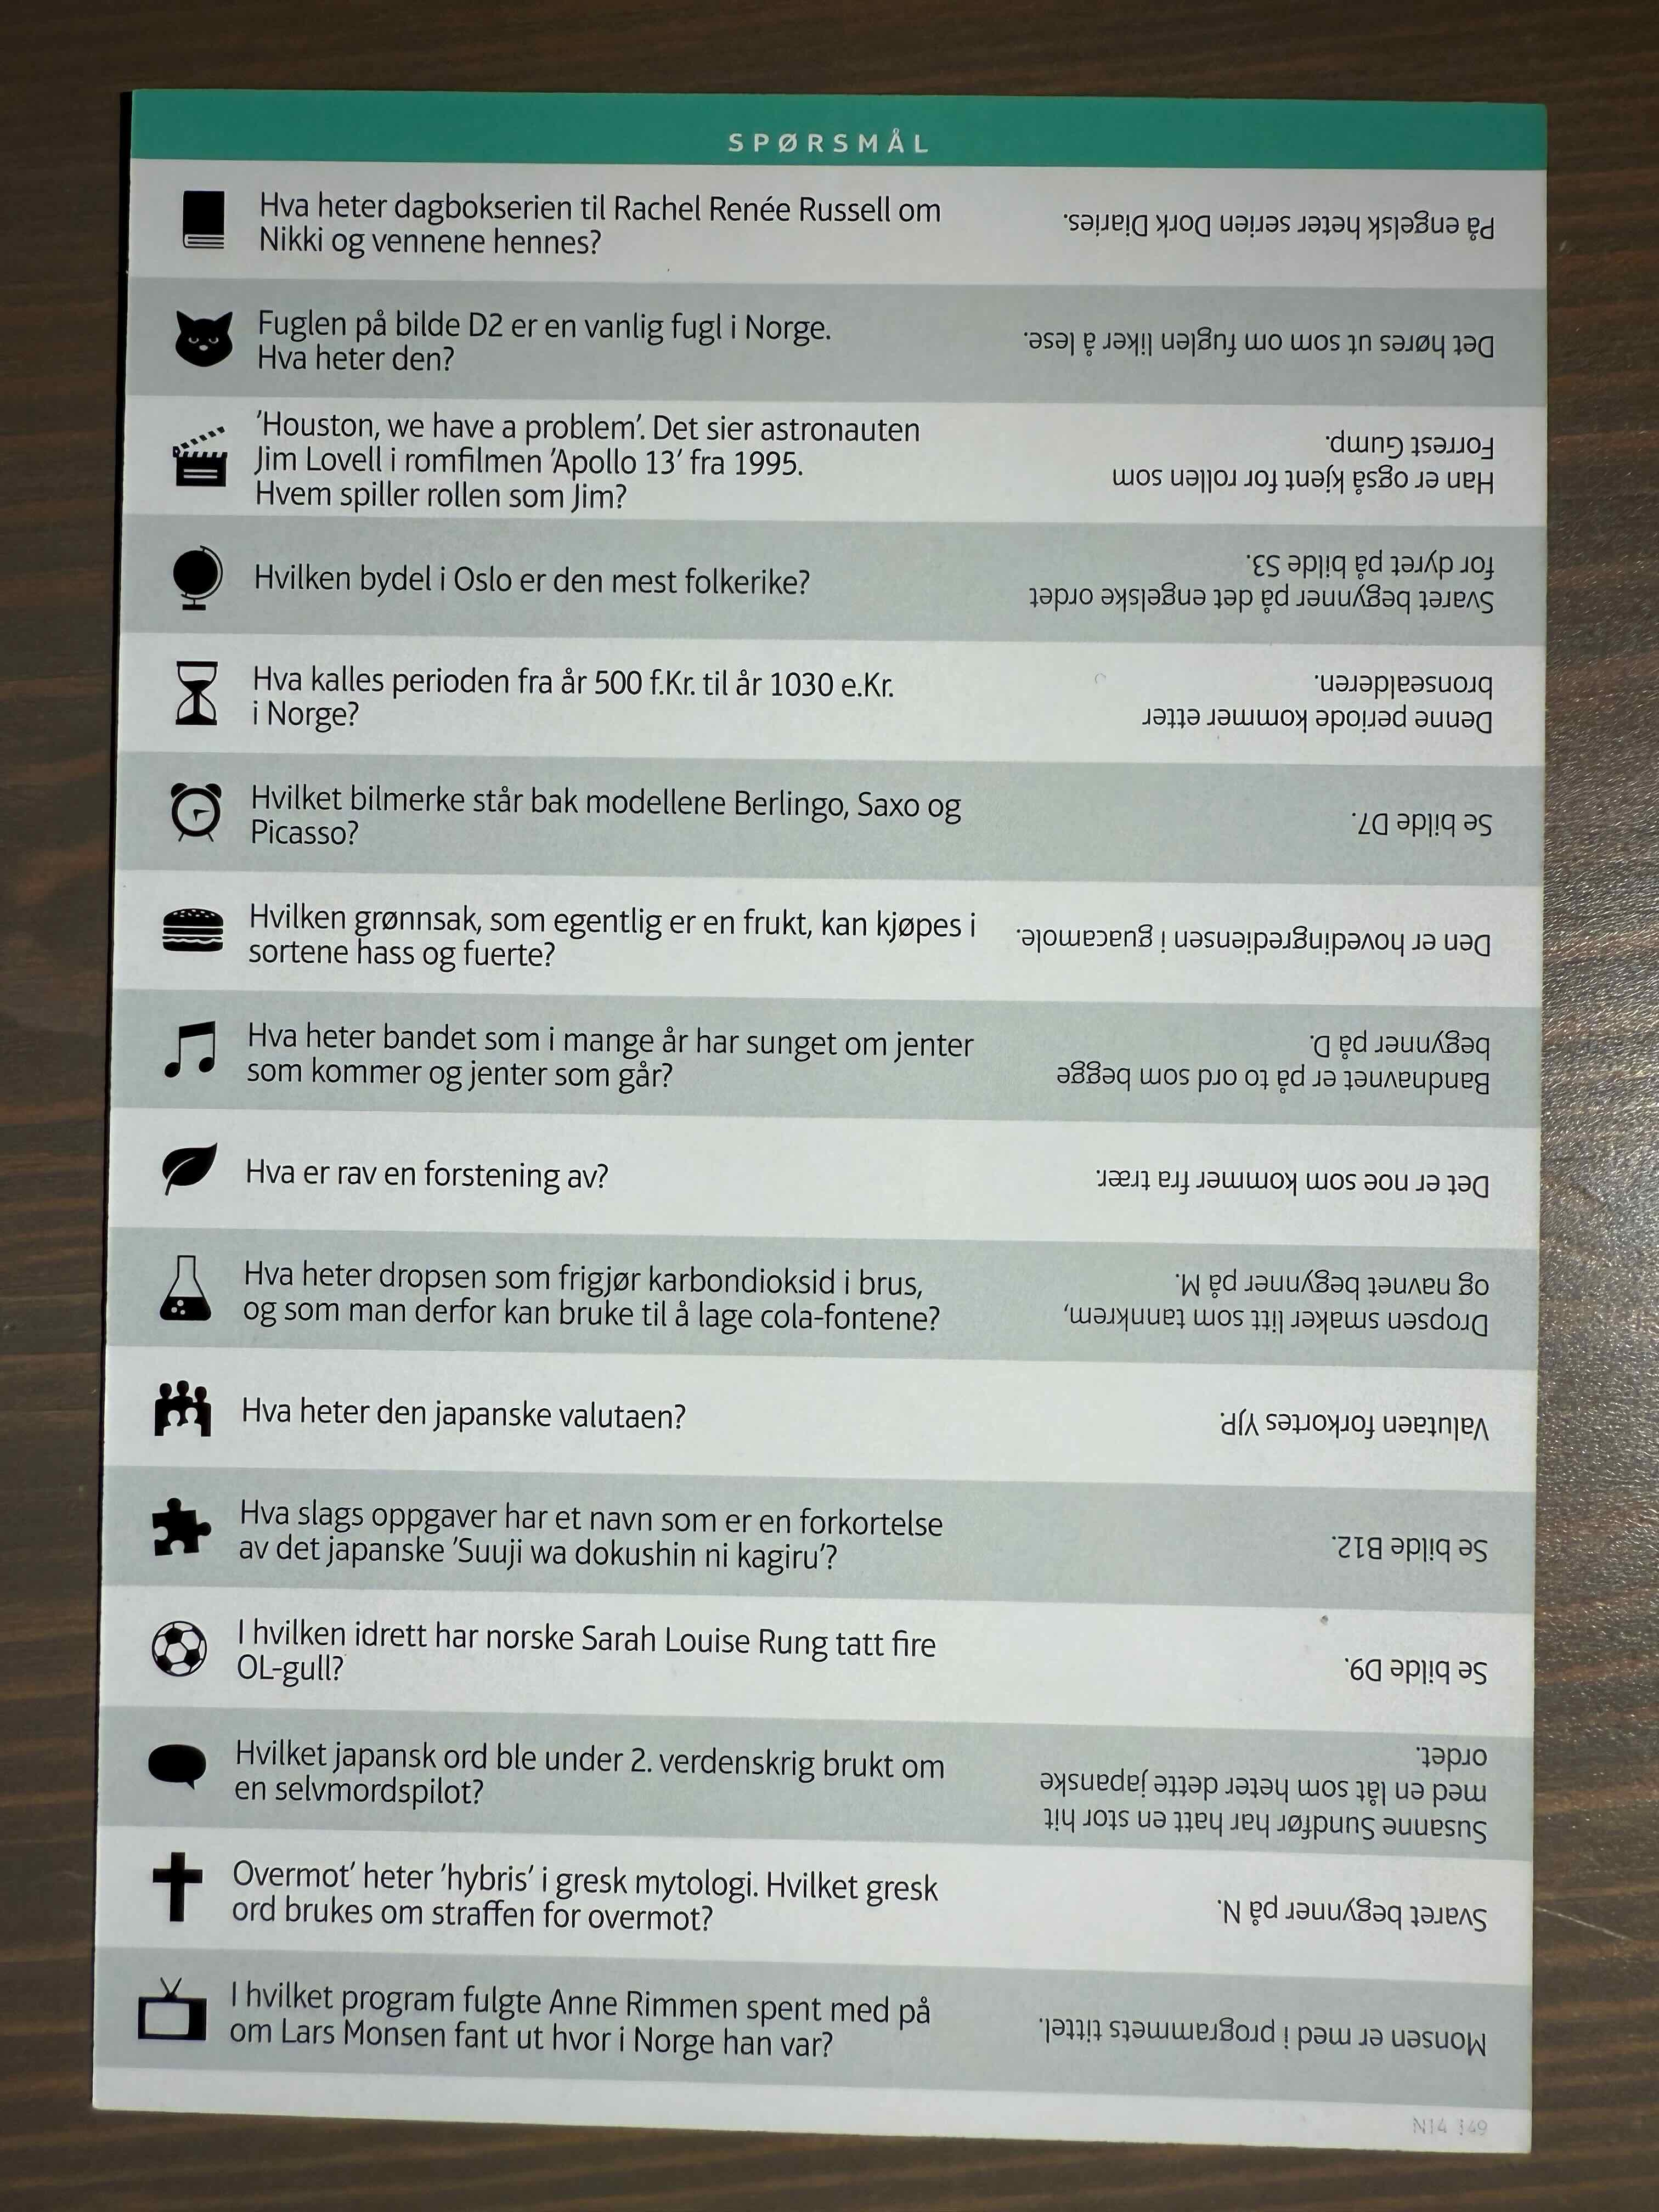 SPØRSMÅL
Hva heter dagbokserien til Rachel Renée Russell om
Nikki og vennene hennes?
På engelsk heter serien Dork Diaries.
Fuglen på bilde D2 er en vanlig fugl i Norge.
Hva heter den?
Det høres ut som om fuglen liker å lese.
'Houston, we have a problem'. Det sier astronauten
Jim Lovell i romfilmen 'Apollo 13' fra 1995.
Hvem spiller rollen som Jim?
Han er også kjent for rollen som
Forrest Gump.
Hvilken bydel i Oslo er den mest folkerike?
Svaret begynner på det engelske ordet
for dyret på bilde S3.
Hva kalles perioden fra år 500 f.Kr. til år 1030 e.Kr.
i Norge?
Denne periode kommer etter
bronsealderen.
Hvilket bilmerke står bak modellene Berlingo, Saxo og
Picasso?
Se bilde D7.
Hvilken grønnsak, som egentlig er en frukt, kan kjøpes i
sortene hass og fuerte?
Den er hovedingrediensen i guacamole.
Hva heter bandet som i mange år har sunget om jenter
som kommer og jenter som går?
Bandnavnet er på to ord som begge
begynner på D.
Hva er rav en forstening av?
Det er noe som kommer fra trær.
Hva heter dropsen som frigjør karbondioksid i brus,
og som man derfor kan bruke til å lage cola-fontene?
Dropsen smaker litt som tannkrem,
og navnet begynner på M.
Hva heter den japanske valutaen?
Valutaen forkortes YJP.
Hva slags oppgaver har et navn som er en forkortelse
av det japanske 'Suuji wa dokushin ni kagiru'?
Se bilde B12.
I hvilken idrett har norske Sarah Louise Rung tatt fire
OL-gull?
Se bilde D9.
Hvilket japansk ord ble under 2. verdenskrig brukt om
en selvmordspilot?
Susanne Sundfør har hatt en stor hit
med en låt som heter dette japanske
ordet.
Overmot' heter 'hybris' i gresk mytologi. Hvilket gresk
ord brukes om straffen for overmot?
Svaret begynner på N.
I hvilket program fulgte Anne Rimmen spent med på
om Lars Monsen fant ut hvor i Norge han var?
Monsen er med i programmets tittel.
N14 149